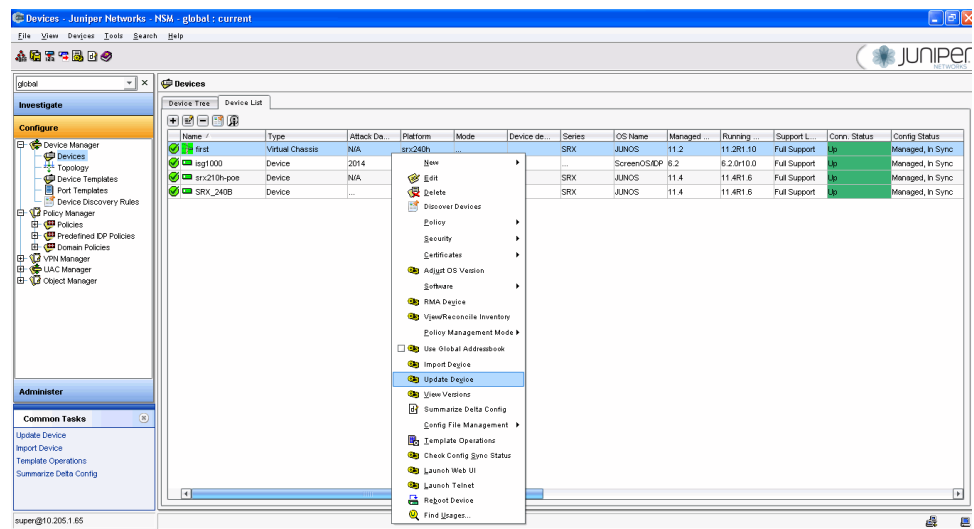 Devices - Juniper Networks - NSM - global : current
File View Devices Tools Search Help
JUNIPER
NETWORKS
global
Devices
Investigate
Device Tree Device List
Configure
Name / Type Attack Da... Platform Mode Device de... Series OS Name Managed ... Running ... Support L... Conn. Status Config Status
first Virtual Chassis N/A srx240h ... SRX JUNOS 11.2 11.2R1.10 Full Support Up Managed, In Sync
isg1000 Device 2014 ... ScreenOS/IDP 6.2 6.2.0r10.0 Full Support Up Managed, In Sync
srx210h-poe Device N/A SRX JUNOS 11.4 11.4R1.6 Full Support Up Managed, In Sync
SRX_240B Device ... SRX JUNOS 11.4 11.4R1.6 Full Support Up Managed, In Sync
Device Manager
Devices
Topology
Device Templates
Port Templates
Device Discovery Rules
Policy Manager
Policies
Predefined IDP Policies
Domain Policies
VPN Manager
UAC Manager
Object Manager
New
Edit
Delete
Discover Devices
Policy
Security
Certificates
Adjust OS Version
Software
RMA Device
View/Reconcile Inventory
Policy Management Mode
Use Global Addressbook
Import Device
Update Device
View Versions
Summarize Delta Config
Config File Management
Template Operations
Check Config Sync Status
Launch Web UI
Launch Telnet
Reboot Device
Find Usages...
Administer
Common Tasks
Update Device
Import Device
Template Operations
Summarize Delta Config
super@10.205.1.65